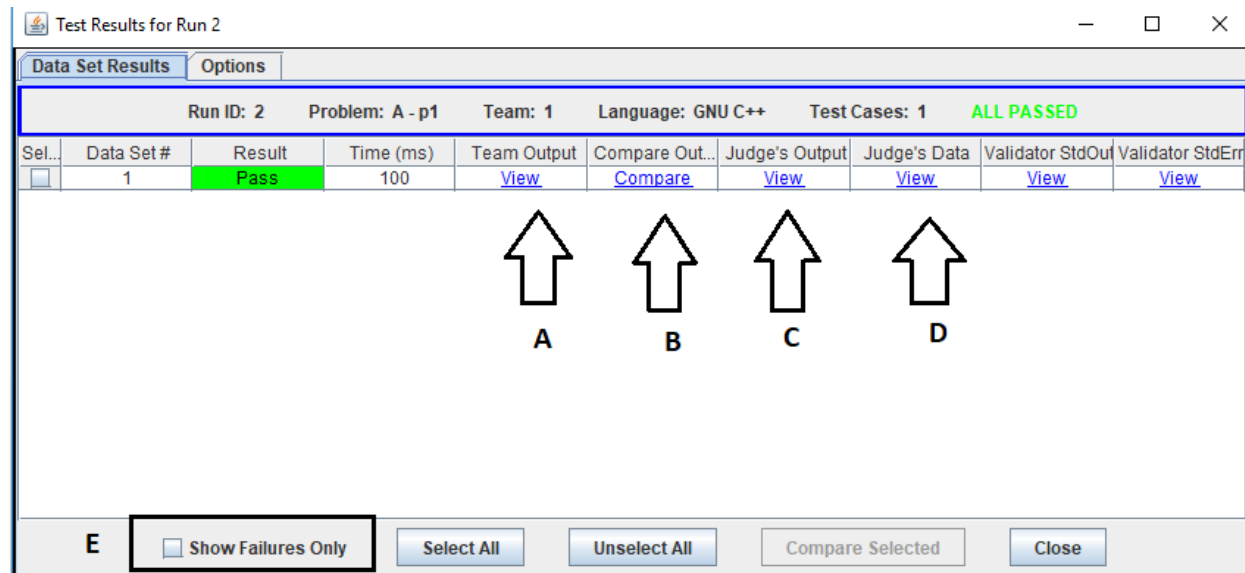 Test Results for Run 2
Data Set Results Options
Run ID: 2 Problem: A - p1 Team: 1 Language: GNU C++ Test Cases: 1 ALL PASSED
Sel... Data Set # Result Time (ms) Team Output Compare Out... Judge's Output Judge's Data Validator StdOut Validator StdErr
1 Pass 100 View Compare View View View View
A B C D
E Show Failures Only Select All Unselect All Compare Selected Close